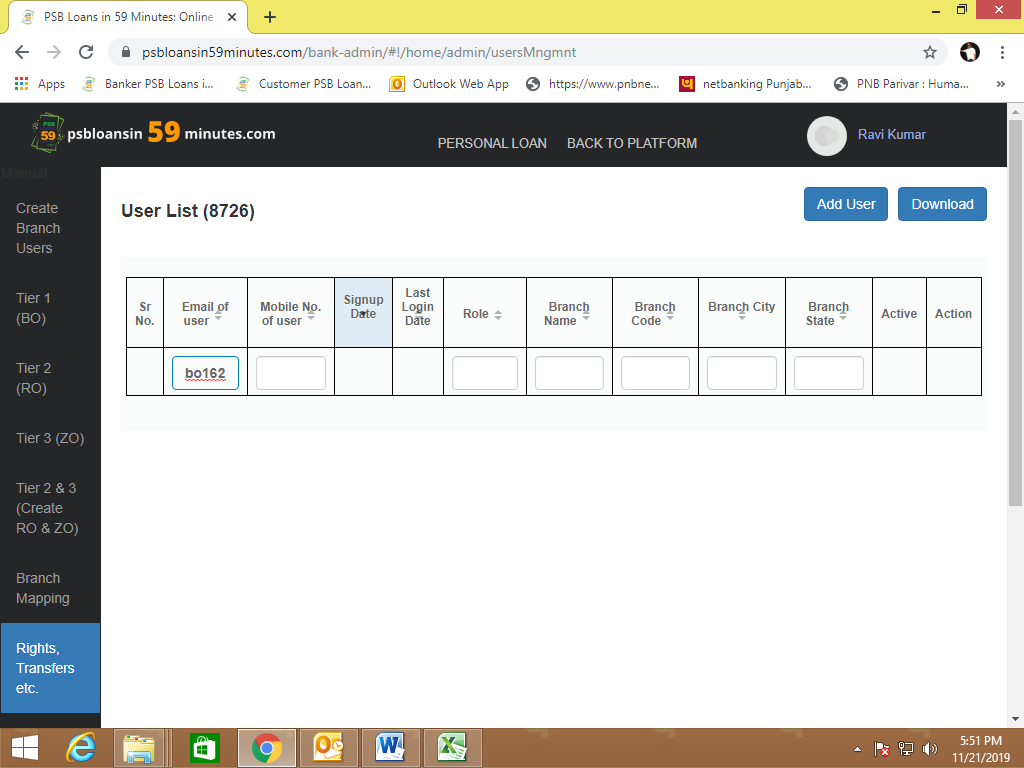 PSB Loans in 59 Minutes: Online
psbloansin59minutes.com/bank-admin/#!/home/admin/usersMngmnt
Apps
Banker PSB Loans i...
Customer PSB Loan...
Outlook Web App
https://www.pnbne...
netbanking Punjab...
PNB Parivar : Huma...
»
PSB
59
psbloansin 59 minutes.com
PERSONAL LOAN
BACK TO PLATFORM
Ravi Kumar
Manual
Create
Branch
Users
Tier 1
(BO)
Tier 2
(RO)
Tier 3 (ZO)
Tier 2 & 3
(Create
RO & ZO)
Branch
Mapping
Rights,
Transfers
etc.
User List (8726)
Add User
Download
Sr
No.
Email of
user
Mobile No.
of user
Signup
Date
Last
Login
Date
Role
Branch
Name
Branch
Code
Branch City
Branch
State
Active
Action
bo162
5:51 PM
11/21/2019